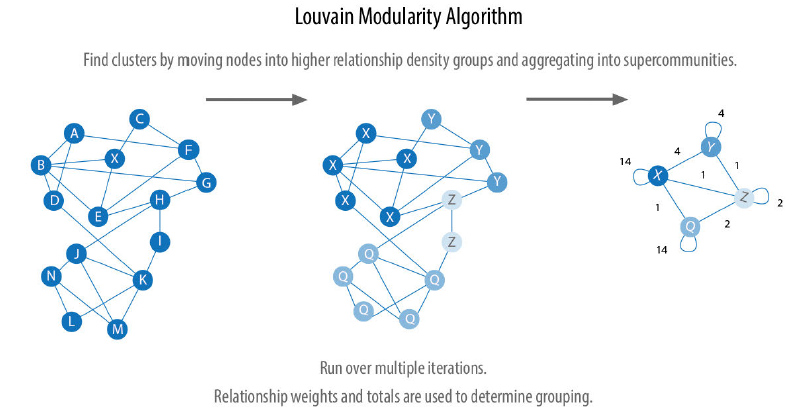 Louvain Modularity Algorithm
Find clusters by moving nodes into higher relationship density groups and aggregating into supercommunities.
C
A
F
X
B
G
D
H
E
I
J
N
K
L
M
Y
X
Y
X
X
Y
X
Z
X
Z
Q
Q
Q
Q
Q
4
4
Y
14
X
1
1
Z
2
1
2
Q
14
Run over multiple iterations.
Relationship weights and totals are used to determine grouping.